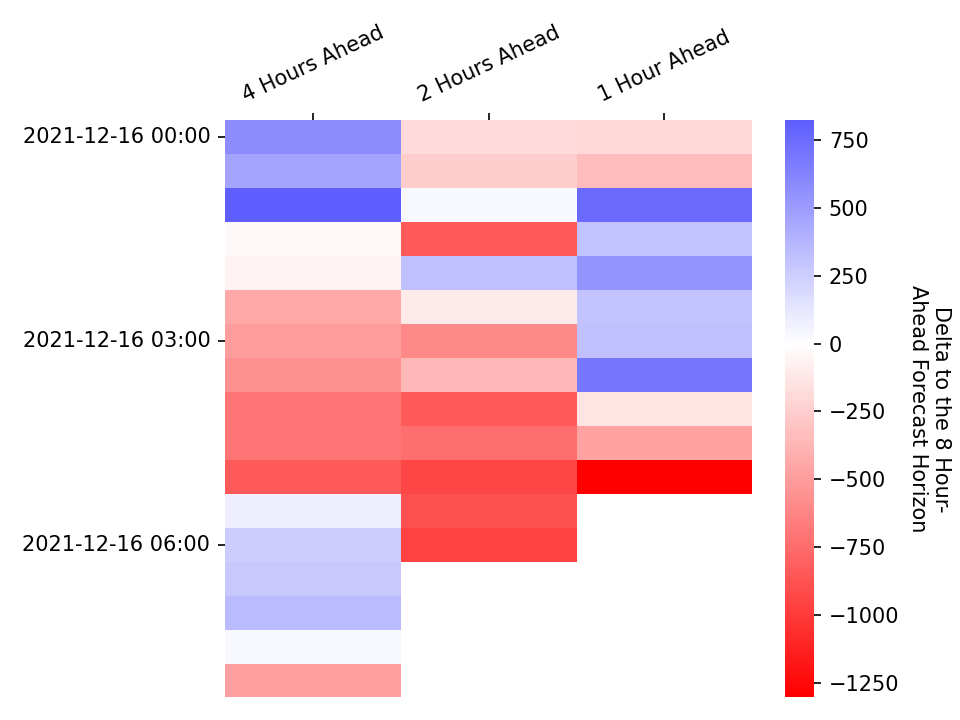 4 Hours Ahead
2 Hours Ahead
1 Hour Ahead
2021-12-16 00:00
2021-12-16 03:00
2021-12-16 06:00
750
500
250
0
−250
−500
−750
−1000
−1250
Delta to the 8 Hour-
Ahead Forecast Horizon